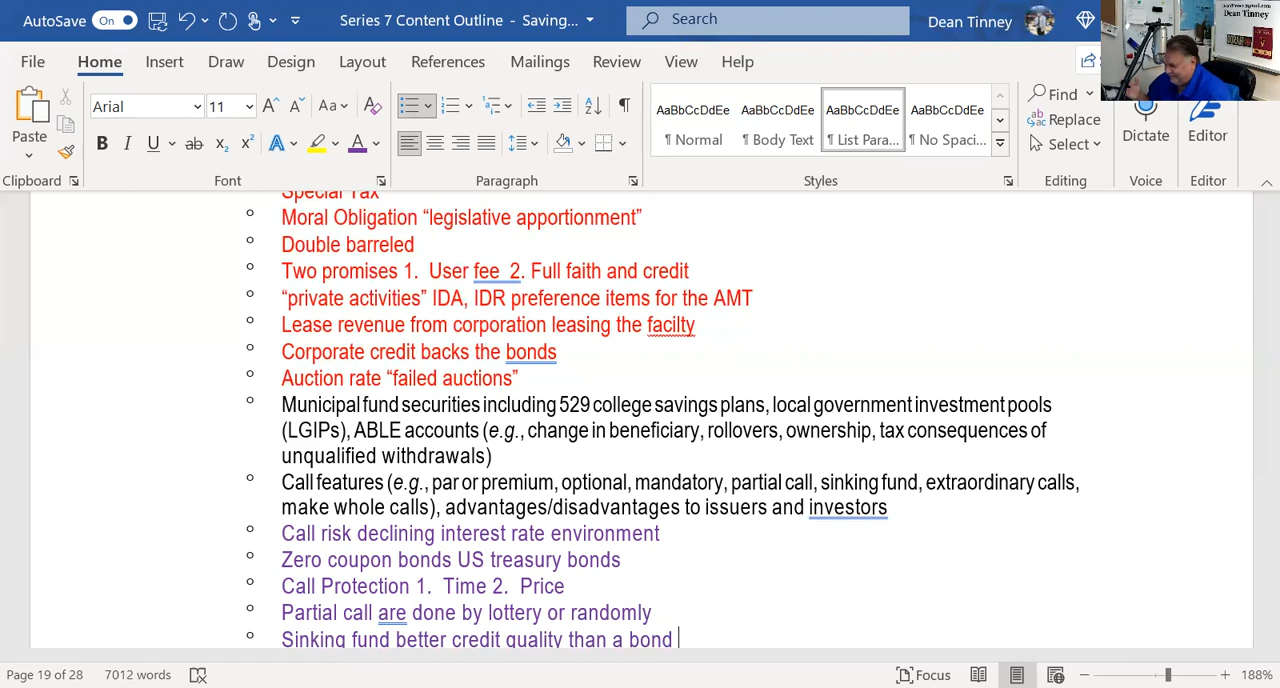 AutoSave On Series 7 Content Outline - Saving... Search Dean Tinney
Dean Tinney
File Home Insert Draw Design Layout References Mailings Review View Help
Paste
Arial 11
Aa
AaBbCcDdEe AaBbCcDdEe AaBbCcDdEe AaBbCcDdEe
¶ Normal ¶ Body Text ¶ List Para... ¶ No Spaci...
Find
Replace
Select
Dictate
Editor
Clipboard Font Paragraph Styles Editing Voice Editor
Special Tax
Moral Obligation “legislative apportionment”
Double barreled
Two promises 1. User fee 2. Full faith and credit
“private activities” IDA, IDR preference items for the AMT
Lease revenue from corporation leasing the facilty
Corporate credit backs the bonds
Auction rate “failed auctions”
Municipal fund securities including 529 college savings plans, local government investment pools
(LGIPs), ABLE accounts (e.g., change in beneficiary, rollovers, ownership, tax consequences of
unqualified withdrawals)
Call features (e.g., par or premium, optional, mandatory, partial call, sinking fund, extraordinary calls,
make whole calls), advantages/disadvantages to issuers and investors
Call risk declining interest rate environment
Zero coupon bonds US treasury bonds
Call Protection 1. Time 2. Price
Partial call are done by lottery or randomly
Sinking fund better credit quality than a bond
Page 19 of 28 7012 words Focus 188%